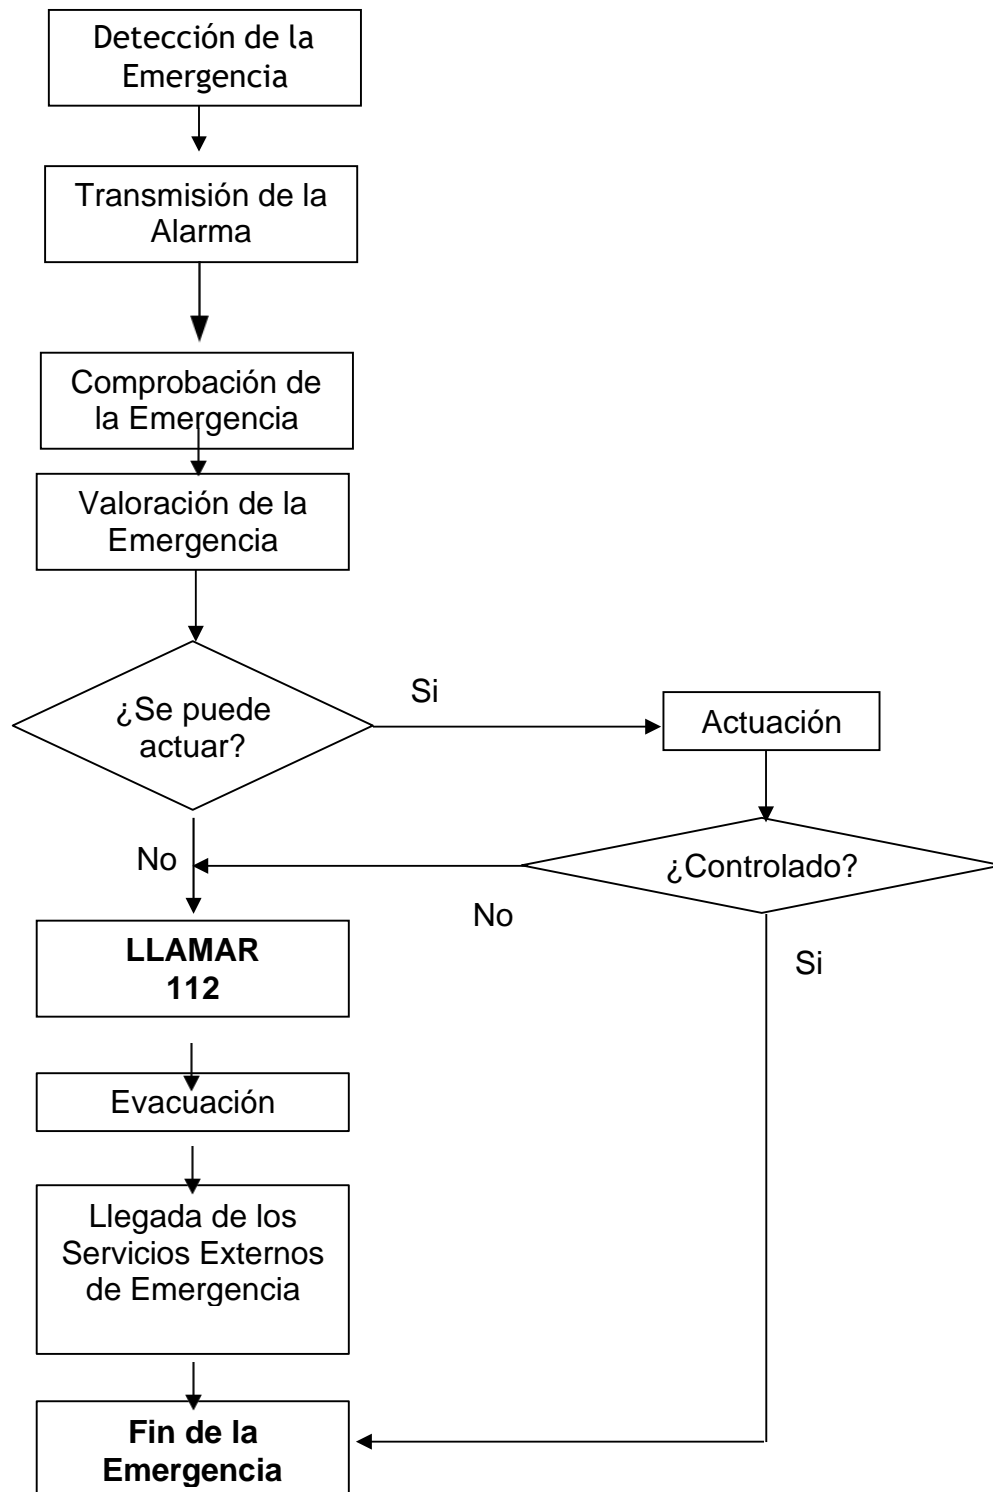 Detección de la
Emergencia
Transmisión de la
Alarma
Comprobación de
la Emergencia
Valoración de la
Emergencia
¿Se puede
actuar?
Si
Actuación
No
¿Controlado?
No
Si
LLAMAR
112
Evacuación
Llegada de los
Servicios Externos
de Emergencia
Fin de la
Emergencia